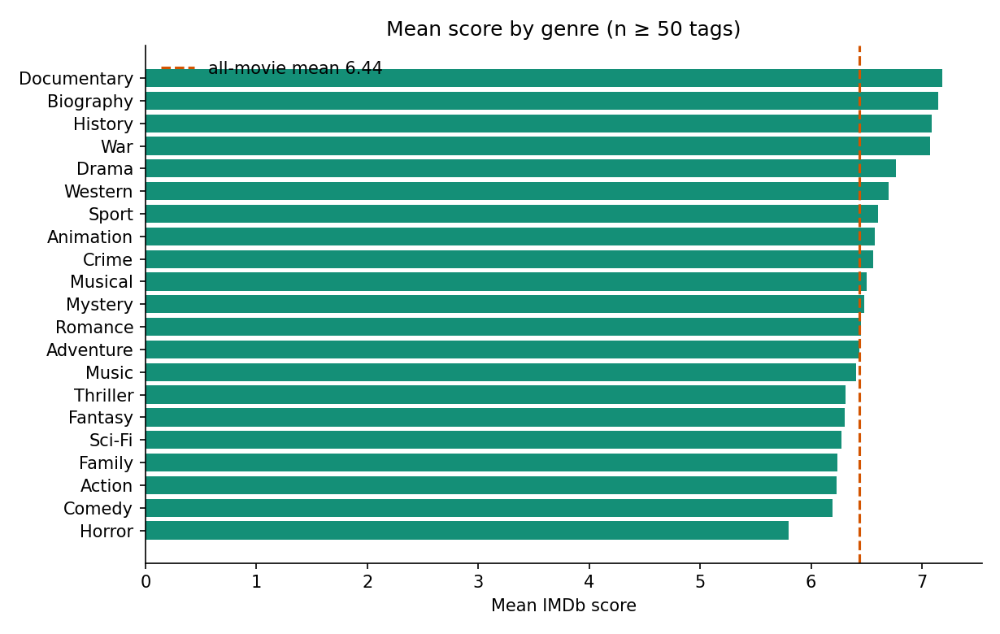 Mean score by genre (n ≥ 50 tags)
all-movie mean 6.44
Documentary
Biography
History
War
Drama
Western
Sport
Animation
Crime
Musical
Mystery
Romance
Adventure
Music
Thriller
Fantasy
Sci-Fi
Family
Action
Comedy
Horror
0 1 2 3 4 5 6 7
Mean IMDb score